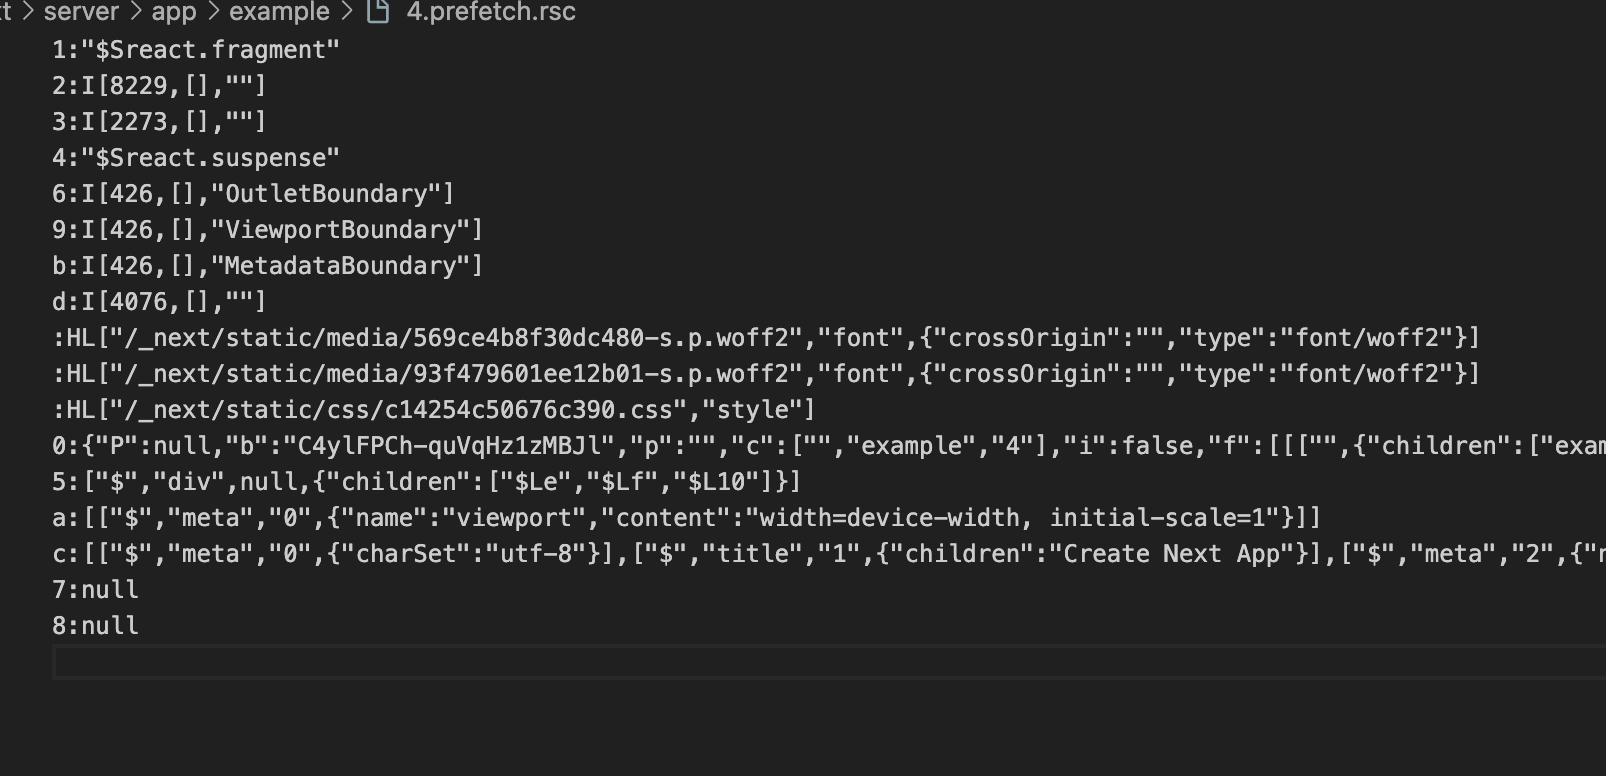 t > server > app > example > 4.prefetch.rsc
1:"$Sreact.fragment"
2:I[8229,[],""]
3:I[2273,[],""]
4:"$Sreact.suspense"
6:I[426,[],"OutletBoundary"]
9:I[426,[],"ViewportBoundary"]
b:I[426,[],"MetadataBoundary"]
d:I[4076,[],""]
:HL["/_next/static/media/569ce4b8f30dc480-s.p.woff2","font",{"crossOrigin":"","type":"font/woff2"}]
:HL["/_next/static/media/93f479601ee12b01-s.p.woff2","font",{"crossOrigin":"","type":"font/woff2"}]
:HL["/_next/static/css/c14254c50676c390.css","style"]
0:{"P":null,"b":"C4ylFPCh-quVqHz1zMBJl","p":"","c":["","example","4"],"i":false,"f":[[["",{"children":["exam
5:["$","div",null,{"children":["$Le","$Lf","$L10"]}]
a:[["$","meta","0",{"name":"viewport","content":"width=device-width, initial-scale=1"}]]
c:[["$","meta","0",{"charSet":"utf-8"}],["$","title","1",{"children":"Create Next App"}],["$","meta","2",{"n
7:null
8:null